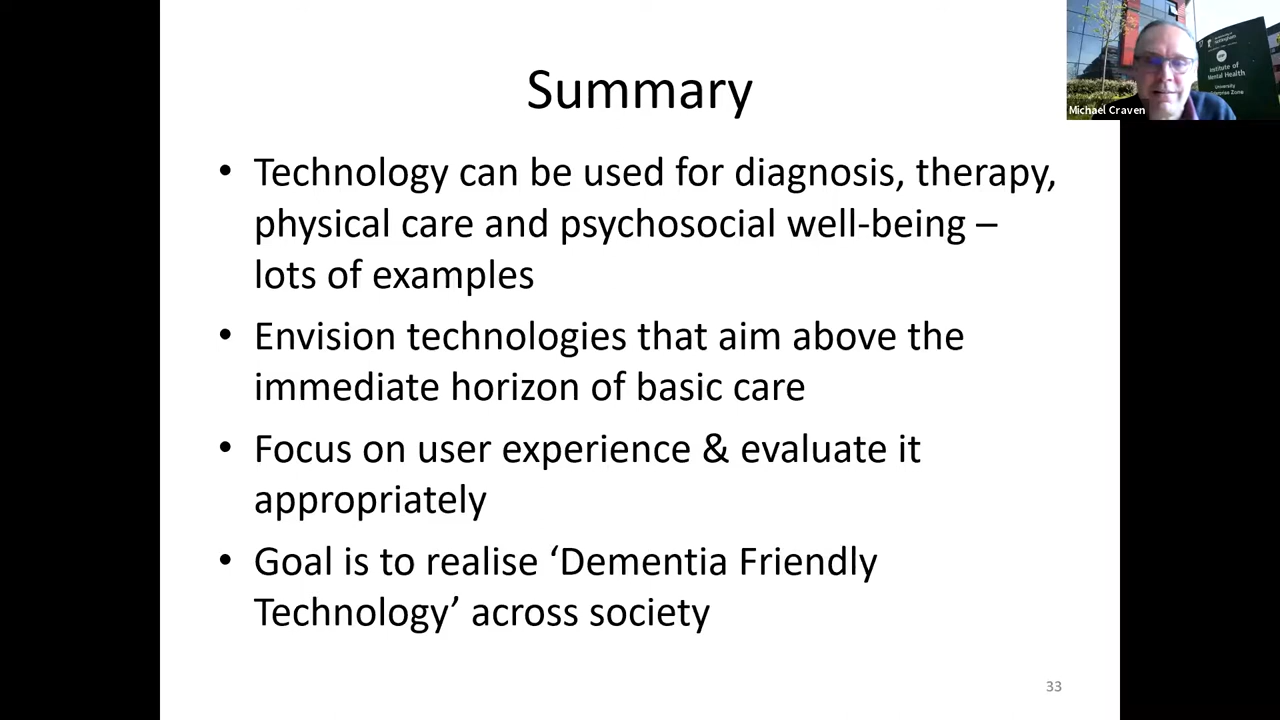 Summary
• Technology can be used for diagnosis, therapy,
physical care and psychosocial well-being –
lots of examples
• Envision technologies that aim above the
immediate horizon of basic care
• Focus on user experience & evaluate it
appropriately
• Goal is to realise ‘Dementia Friendly
Technology’ across society
33
Institute of
Mental Health
University
Zone
Michael Craven